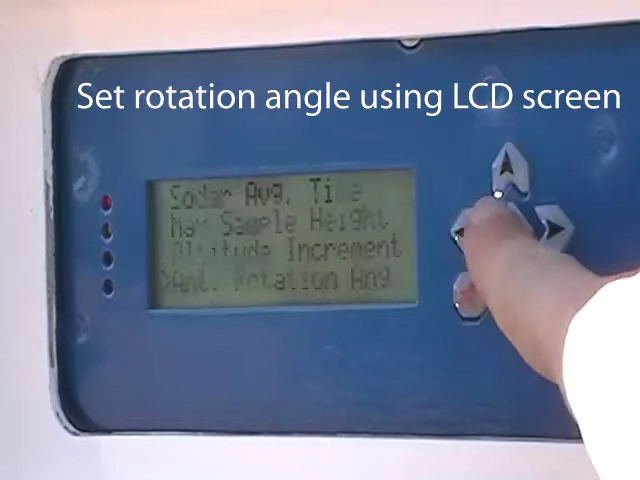 Set rotation angle using LCD screen
Sodar Avg. Time
Max Sample Height
Altitude Increment
>Ant. Rotation Ang